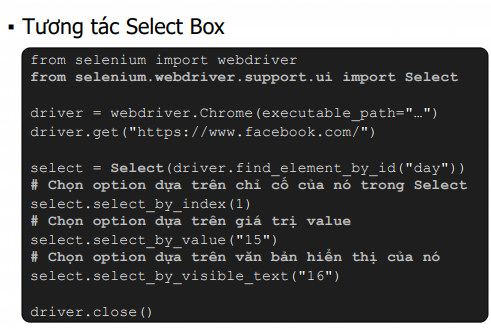 ▪ Tương tác Select Box
from selenium import webdriver
from selenium.webdriver.support.ui import Select
driver = webdriver.Chrome(executable_path="…")
driver.get("https://www.facebook.com/")
select = Select(driver.find_element_by_id("day"))
# Chọn option dựa trên chỉ cố của nó trong Select
select.select_by_index(1)
# Chọn option dựa trên giá trị value
select.select_by_value("15")
# Chọn option dựa trên văn bản hiển thị của nó
select.select_by_visible_text("16")
driver.close()